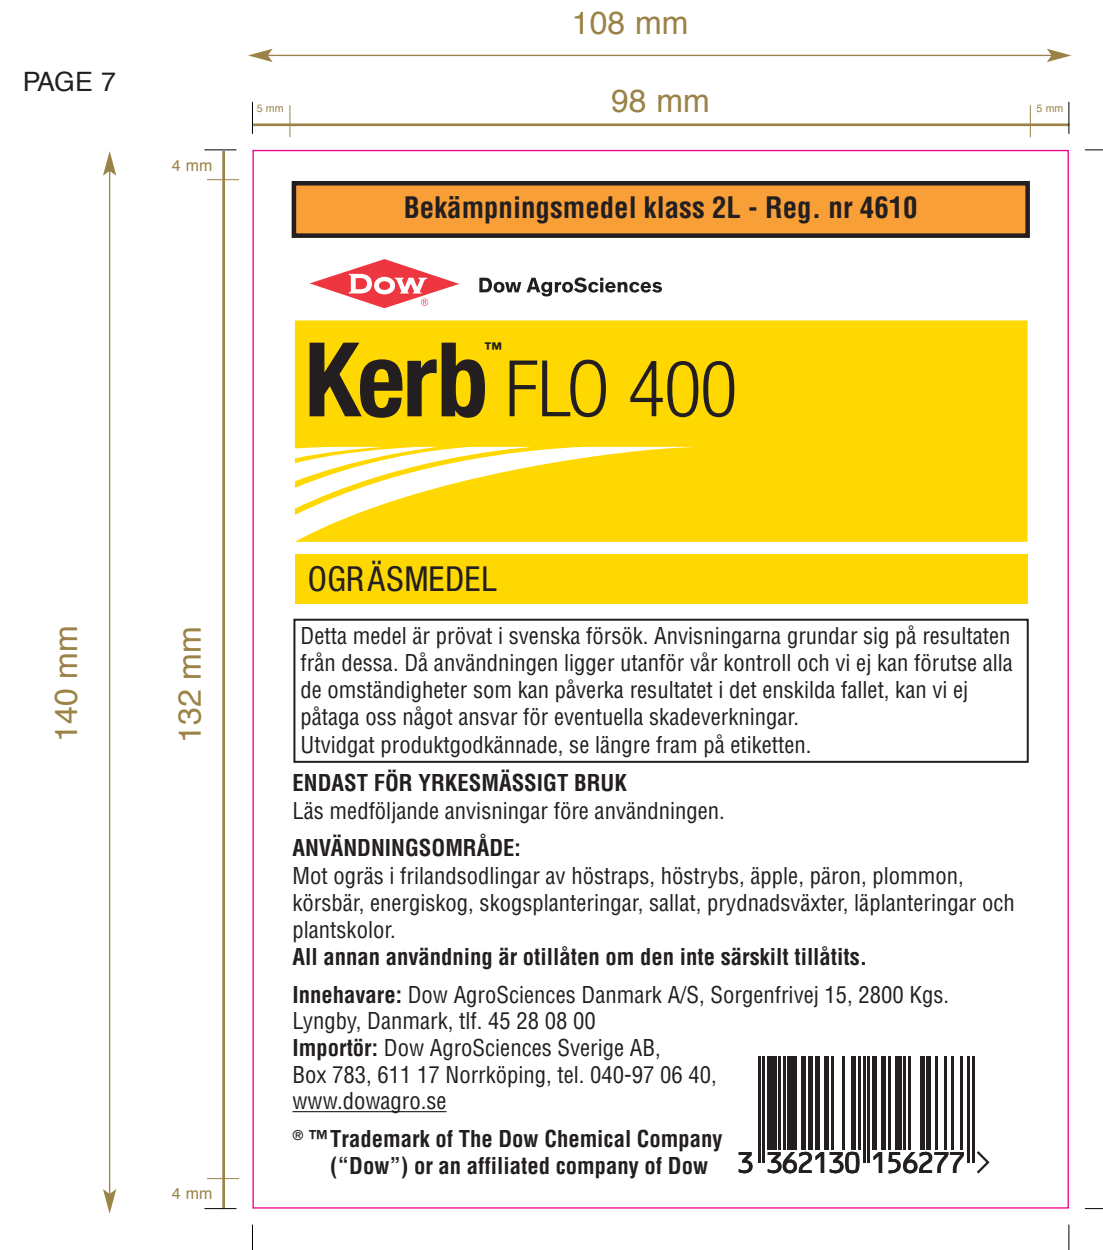 108 mm
PAGE 7
98 mm
5 mm
5 mm
4 mm
Bekämpningsmedel klass 2L - Reg. nr 4610
Dow
®
Dow AgroSciences
Kerb™ FLO 400
OGRÄSMEDEL
Detta medel är prövat i svenska försök. Anvisningarna grundar sig på resultaten
från dessa. Då användningen ligger utanför vår kontroll och vi ej kan förutse alla
de omständigheter som kan påverka resultatet i det enskilda fallet, kan vi ej
påtaga oss något ansvar för eventuella skadeverkningar.
Utvidgat produktgodkännade, se längre fram på etiketten.
140 mm
132 mm
ENDAST FÖR YRKESMÄSSIGT BRUK
Läs medföljande anvisningar före användningen.
ANVÄNDNINGSOMRÅDE:
Mot ogräs i frilandsodlingar av höstraps, höstrybs, äpple, päron, plommon,
körsbär, energiskog, skogsplanteringar, sallat, prydnadsväxter, läplanteringar och
plantskolor.
All annan användning är otillåten om den inte särskilt tillåtits.
Innehavare: Dow AgroSciences Danmark A/S, Sorgenfrivej 15, 2800 Kgs.
Lyngby, Danmark, tlf. 45 28 08 00
Importör: Dow AgroSciences Sverige AB,
Box 783, 611 17 Norrköping, tel. 040-97 06 40,
www.dowagro.se
® ™ Trademark of The Dow Chemical Company
(“Dow”) or an affiliated company of Dow
3 362130 156277 >
4 mm